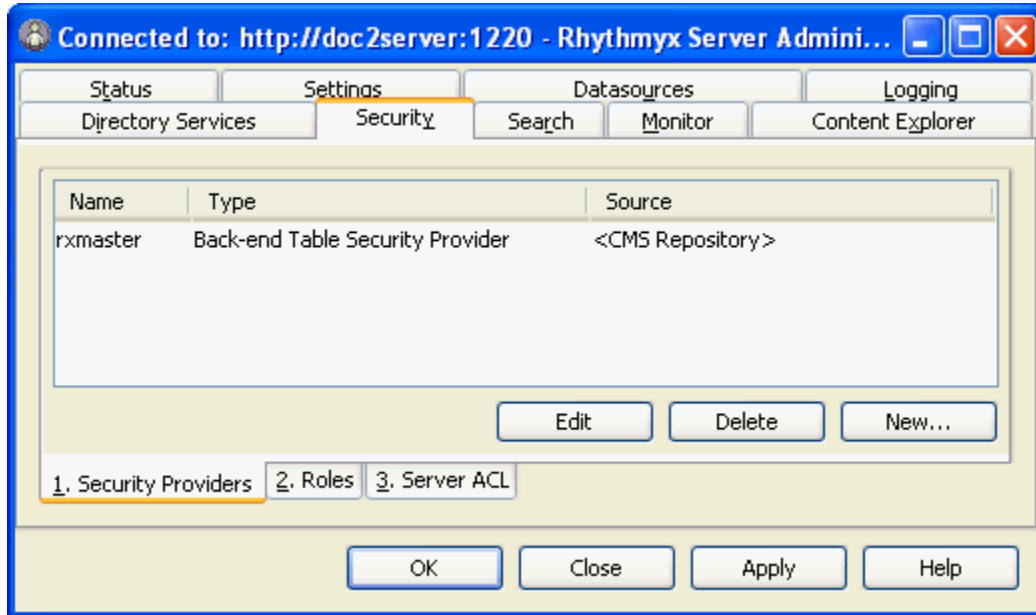 Connected to: http://doc2server:1220 - Rhythmyx Server Admini...
Status Settings Datasources Logging
Directory Services Security Search Monitor Content Explorer
Name Type Source
rxmaster Back-end Table Security Provider <CMS Repository>
Edit Delete New...
1. Security Providers 2. Roles 3. Server ACL
OK Close Apply Help